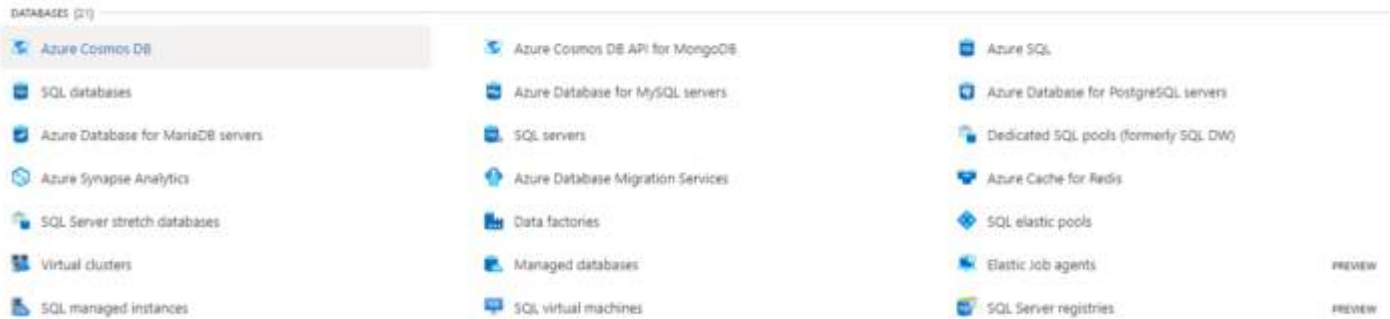 DATABASES (21)
Azure Cosmos DB Azure Cosmos DB API for MongoDB Azure SQL
SQL databases Azure Database for MySQL servers Azure Database for PostgreSQL servers
Azure Database for MariaDB servers SQL servers Dedicated SQL pools (formerly SQL DW)
Azure Synapse Analytics Azure Database Migration Services Azure Cache for Redis
SQL Server stretch databases Data factories SQL elastic pools
Virtual clusters Managed databases Elastic Job agents PREVIEW
SQL managed instances SQL virtual machines SQL Server registries PREVIEW